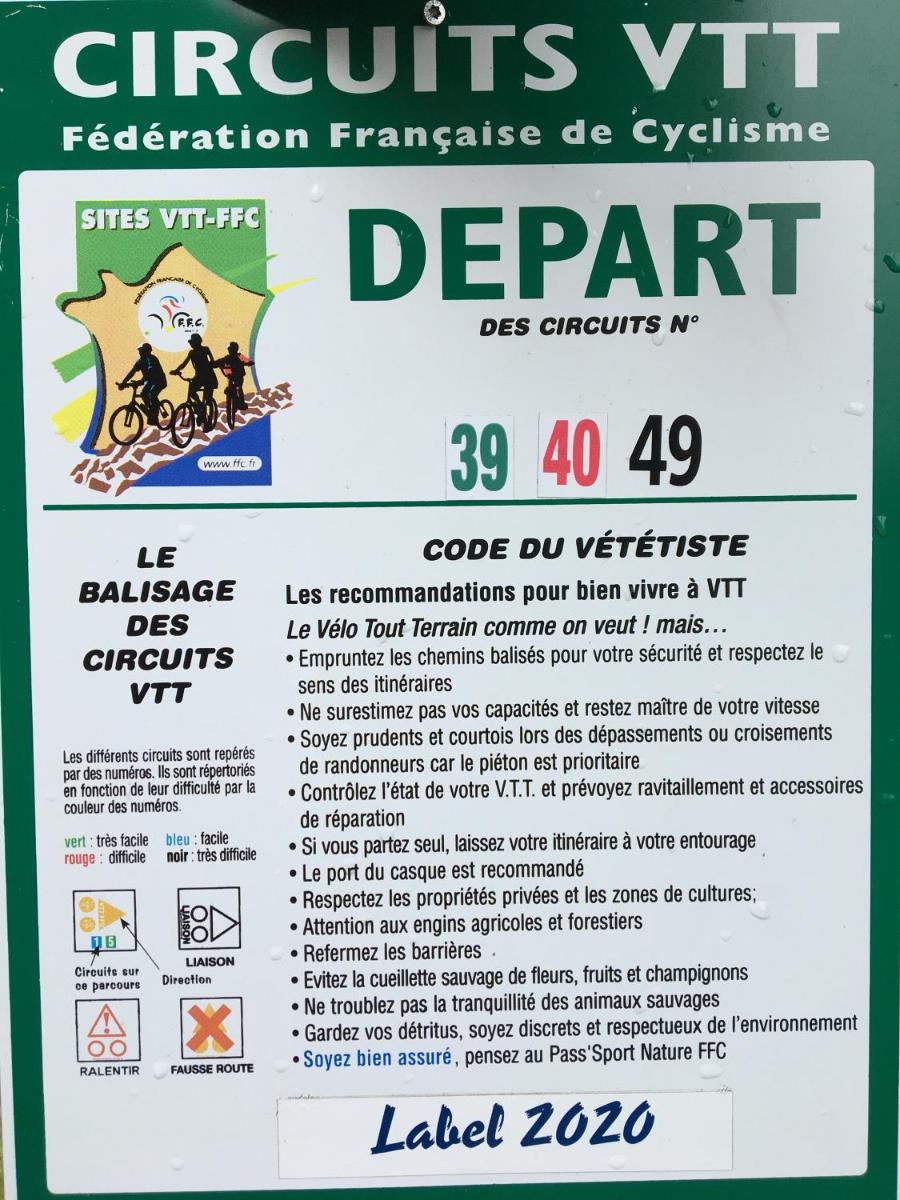 CIRCUITS VTT
Fédération Française de Cyclisme
SITES VTT-FFC
FÉDÉRATION FRANÇAISE DE CYCLISME
F.F.C.
www.ffc.fr
DEPART
DES CIRCUITS N°
39 40 49
LE
BALISAGE
DES
CIRCUITS
VTT
Les différents circuits sont repérés
par des numéros. Ils sont répertoriés
en fonction de leur difficulté par la
couleur des numéros.
vert : très facile bleu : facile
rouge : difficile noir : très difficile
1 5
Circuits sur
ce parcours
Direction
LIAISON
LIAISON
RALENTIR
FAUSSE ROUTE
CODE DU VÉTÉTISTE
Les recommandations pour bien vivre à VTT
Le Vélo Tout Terrain comme on veut ! mais...
• Empruntez les chemins balisés pour votre sécurité et respectez le
sens des itinéraires
• Ne surestimez pas vos capacités et restez maître de votre vitesse
• Soyez prudents et courtois lors des dépassements ou croisements
de randonneurs car le piéton est prioritaire
• Contrôlez l'état de votre V.T.T. et prévoyez ravitaillement et accessoires
de réparation
• Si vous partez seul, laissez votre itinéraire à votre entourage
• Le port du casque est recommandé
• Respectez les propriétés privées et les zones de cultures;
• Attention aux engins agricoles et forestiers
• Refermez les barrières
• Evitez la cueillette sauvage de fleurs, fruits et champignons
• Ne troublez pas la tranquillité des animaux sauvages
• Gardez vos détritus, soyez discrets et respectueux de l'environnement
• Soyez bien assuré, pensez au Pass'Sport Nature FFC
Label 2020